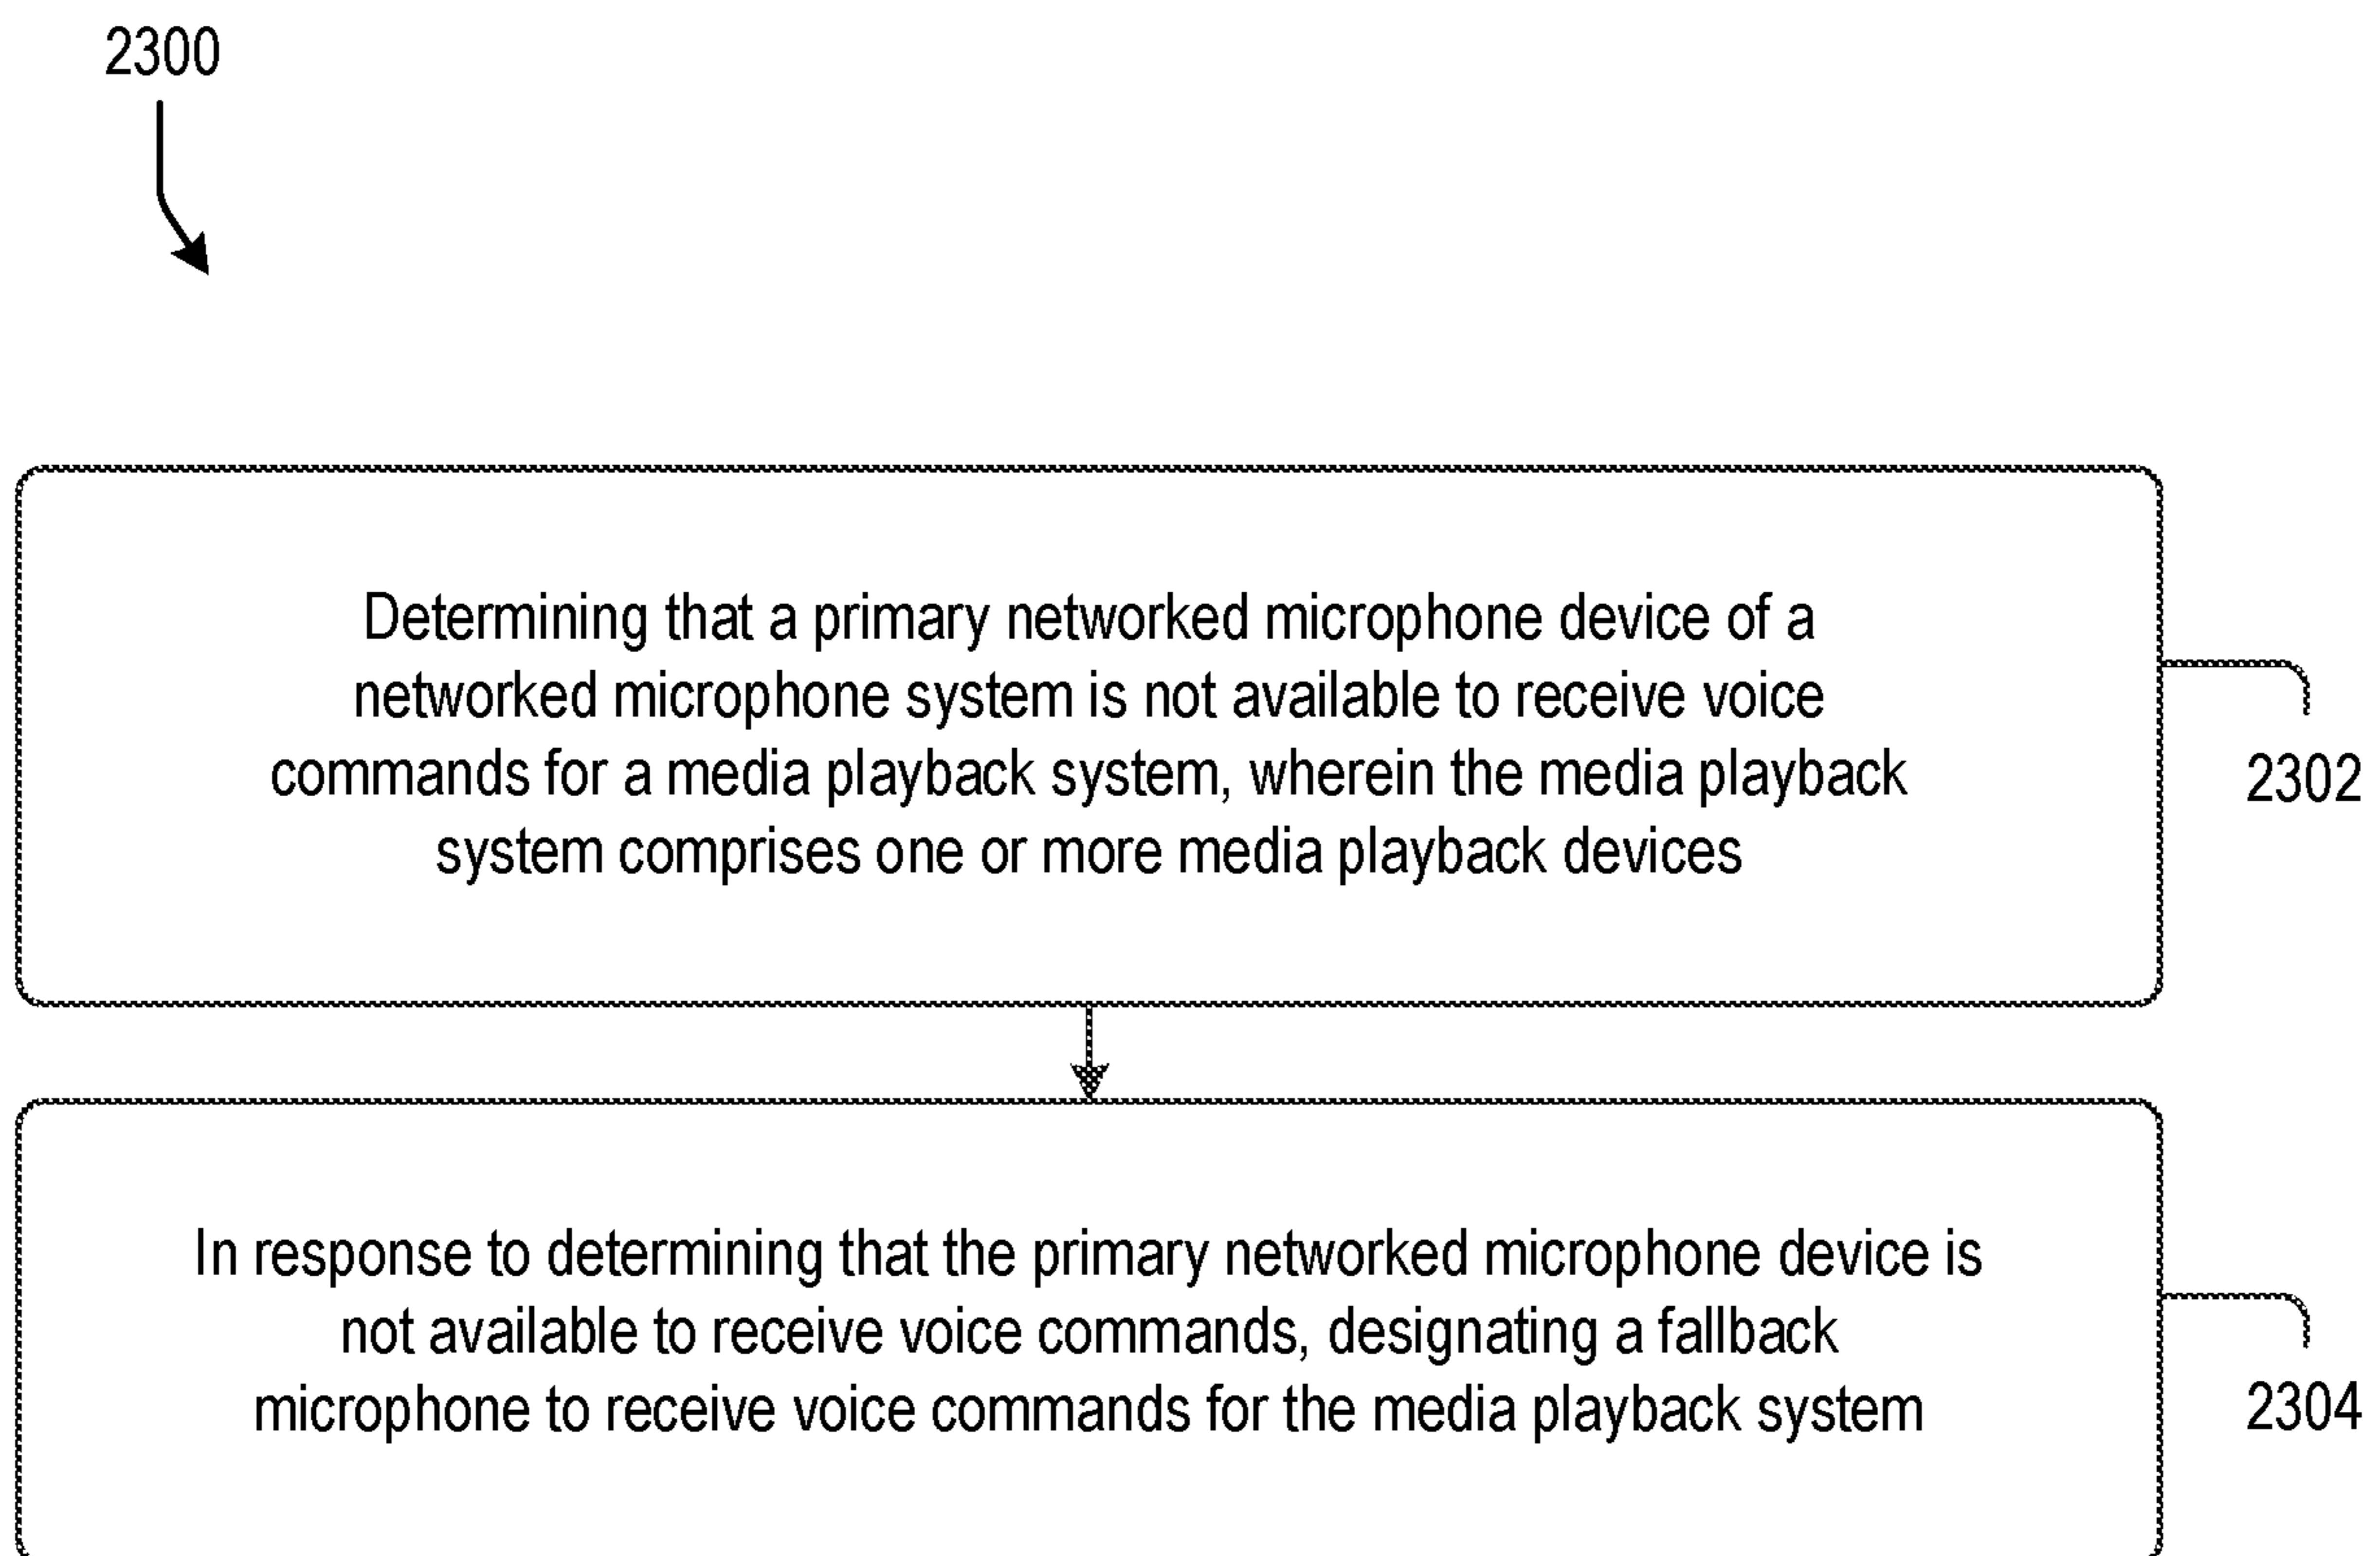 2300
Determining that a primary networked microphone device of a
networked microphone system is not available to receive voice
commands for a media playback system, wherein the media playback
system comprises one or more media playback devices
2302
In response to determining that the primary networked microphone device is
not available to receive voice commands, designating a fallback
microphone to receive voice commands for the media playback system
2304